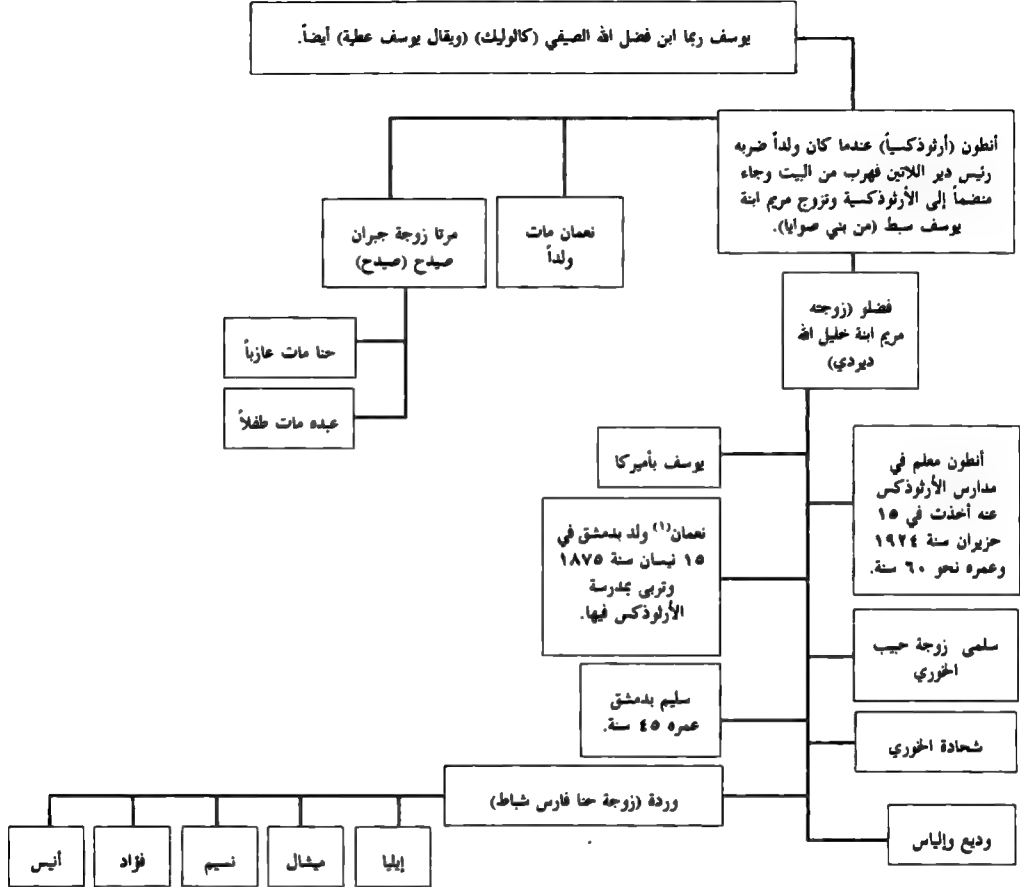 يوسف ربما ابن فضل الله الصيفي (كالوليك) (ويقال يوسف عطية) أيضاً.
أنطون (أرثوذكسياً) عندما كان ولداً ضربه
رئيس دير اللاتين فهرب من البيت وجاء
منضماً إلى الأرثوذكسية وتزوج مريم ابنة
يوسف سبط (من بني صوايا).
نعمان مات
ولداً
مرتا زوجة جبران
صيدح (صيدح)
حنا مات عازباً
عبده مات طفلاً
فضلو (زوجته
مريم ابنة خليل الله
ديردي)
أنطون معلم في
مدارس الأرثوذكس
عنه أخذت في ١٥
حزيران سنة ١٩٢٤
وعمره نحو ٦٠ سنة.
يوسف بأميركا
نعمان(١) ولد بدمشق في
١٥ نيسان سنة ١٨٧٥
وتربى بمدرسة
الأرلوذكس فيها.
سلمى زوجة حبيب
الخوري
سليم بدمشق
عمره ٤٥ سنة.
شحادة الخوري
وردة (زوجة حنا فارس شباط)
وديع وإلياس
إيليا
ميشال
نسيم
فؤاد
أنيس